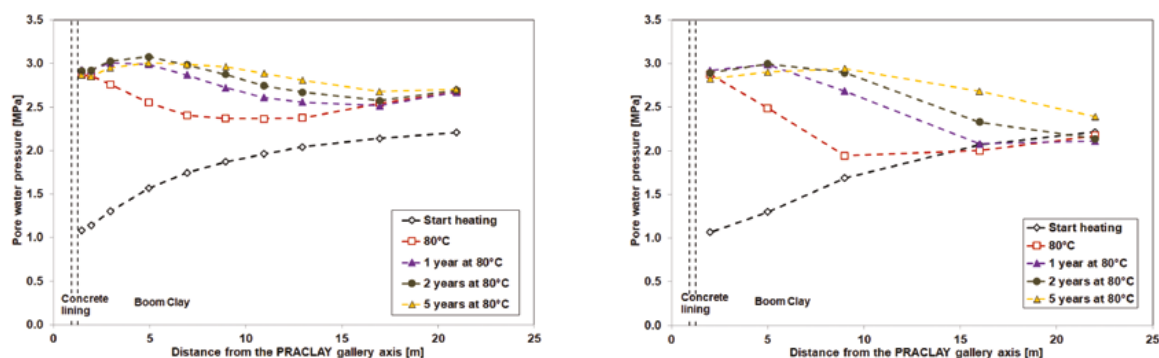 3.5
3.0
2.5
2.0
1.5
1.0
0.5
0.0
Pore water pressure [MPa]
Start heating
80°C
1 year at 80°C
2 years at 80°C
5 years at 80°C
Concrete
lining
Boom Clay
0 5 10 15 20 25
Distance from the PRACLAY gallery axis [m]
3.5
3.0
2.5
2.0
1.5
1.0
0.5
0.0
Pore water pressure [MPa]
Start heating
80°C
1 year at 80°C
2 years at 80°C
5 years at 80°C
Concrete
lining
Boom Clay
0 5 10 15 20 25
Distance from the PRACLAY gallery axis [m]